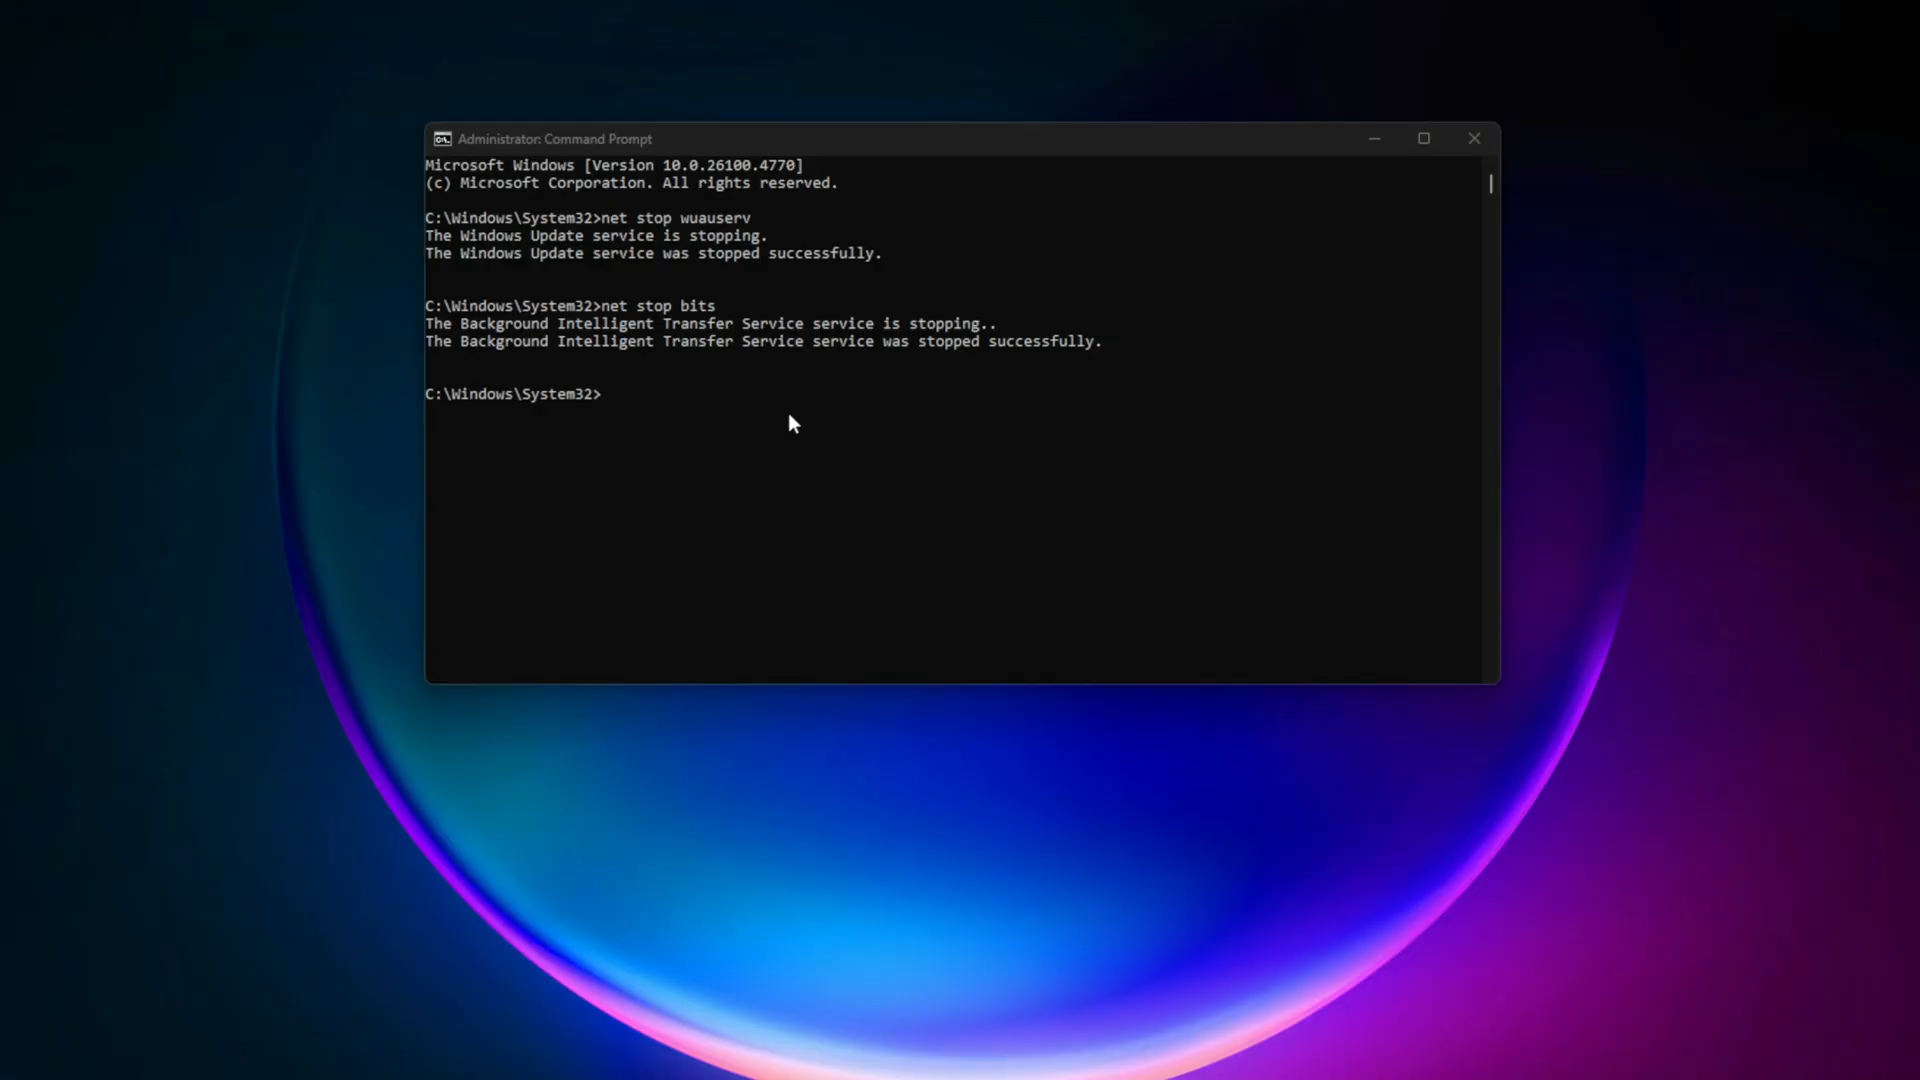 Administrator: Command Prompt
Microsoft Windows [Version 10.0.26100.4770]
(c) Microsoft Corporation. All rights reserved.
C:\Windows\System32>net stop wuauserv
The Windows Update service is stopping.
The Windows Update service was stopped successfully.
C:\Windows\System32>net stop bits
The Background Intelligent Transfer Service service is stopping..
The Background Intelligent Transfer Service service was stopped successfully.
C:\Windows\System32>